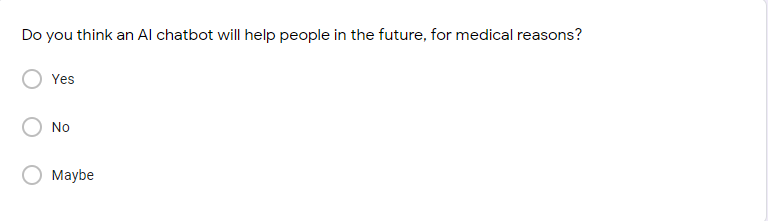 Do you think an AI chatbot will help people in the future, for medical reasons?
Yes
No
Maybe